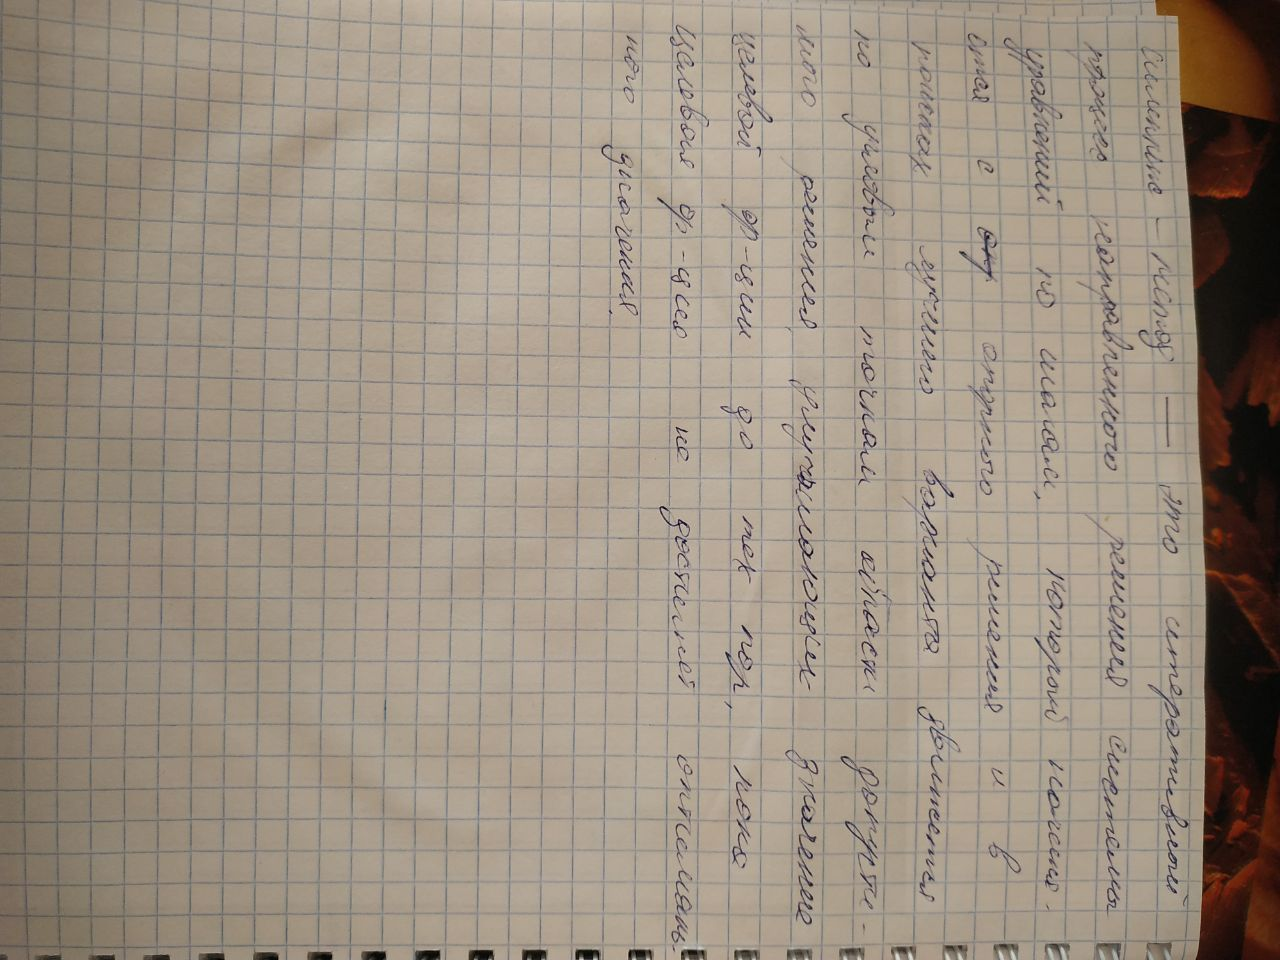 Симплекс-метод — это итеративный
процесс направленного решения системы
уравнений по шагам, который начина-
ется с опорного решения и в
поисках лучшего варианта движется
по угловым точкам области допусти-
мого решения, улучшающих значение
целевой ф-ции до тех пор, пока
целевая ф-ция не достигнет оптималь-
ного значения.